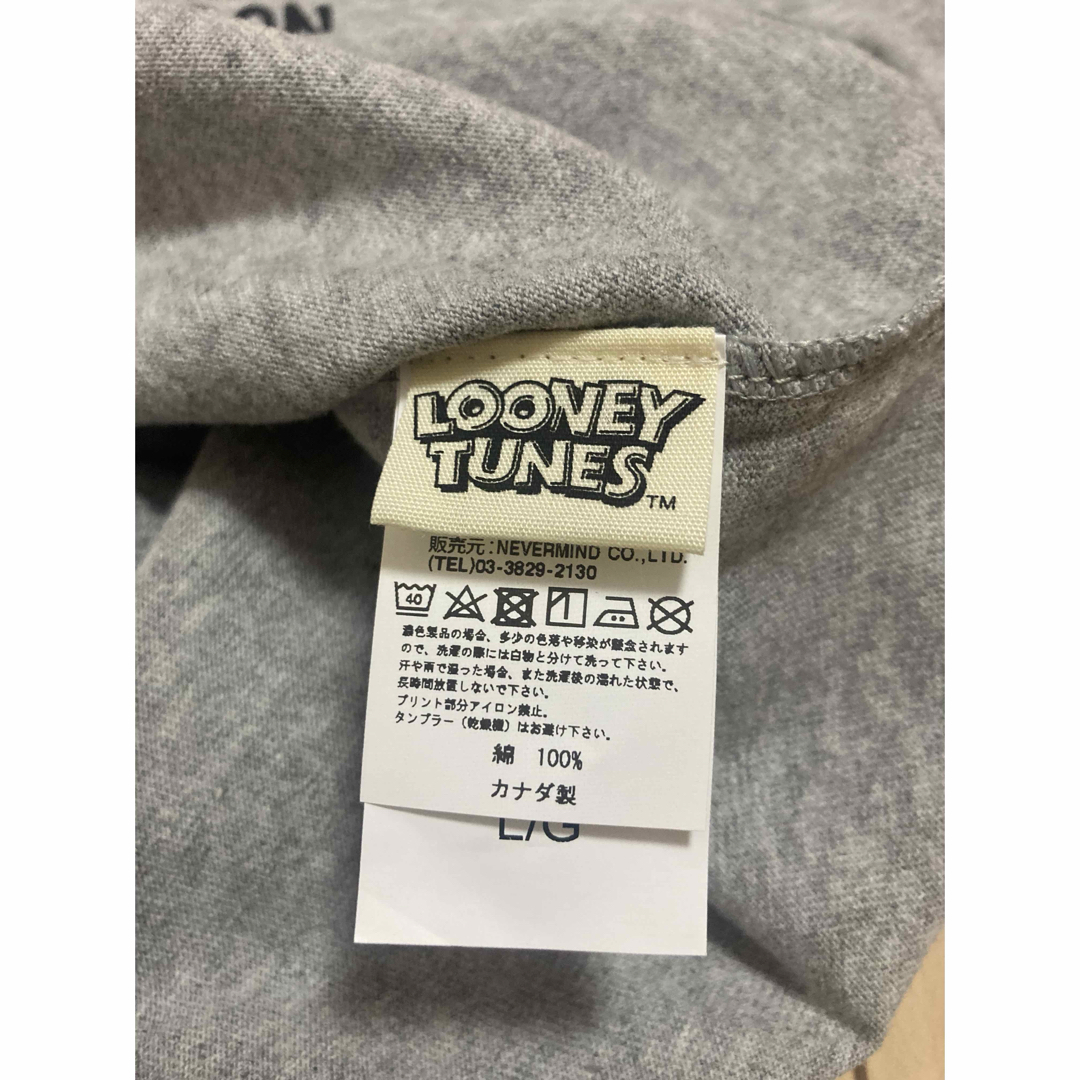 LOONEY
TUNES
TM
販売元:NEVERMIND CO.,LTD.
(TEL)03-3829-2130
40
濃色製品の場合、多少の色落や移染が懸念されます
ので、洗濯の際には白物と分けて洗って下さい。
汗や雨で湿った場合、また洗濯後の濡れた状態で、
長時間放置しないで下さい。
プリント部分アイロン禁止。
タンブラー（乾燥機）はお避け下さい。
綿 100%
カナダ製
L/G